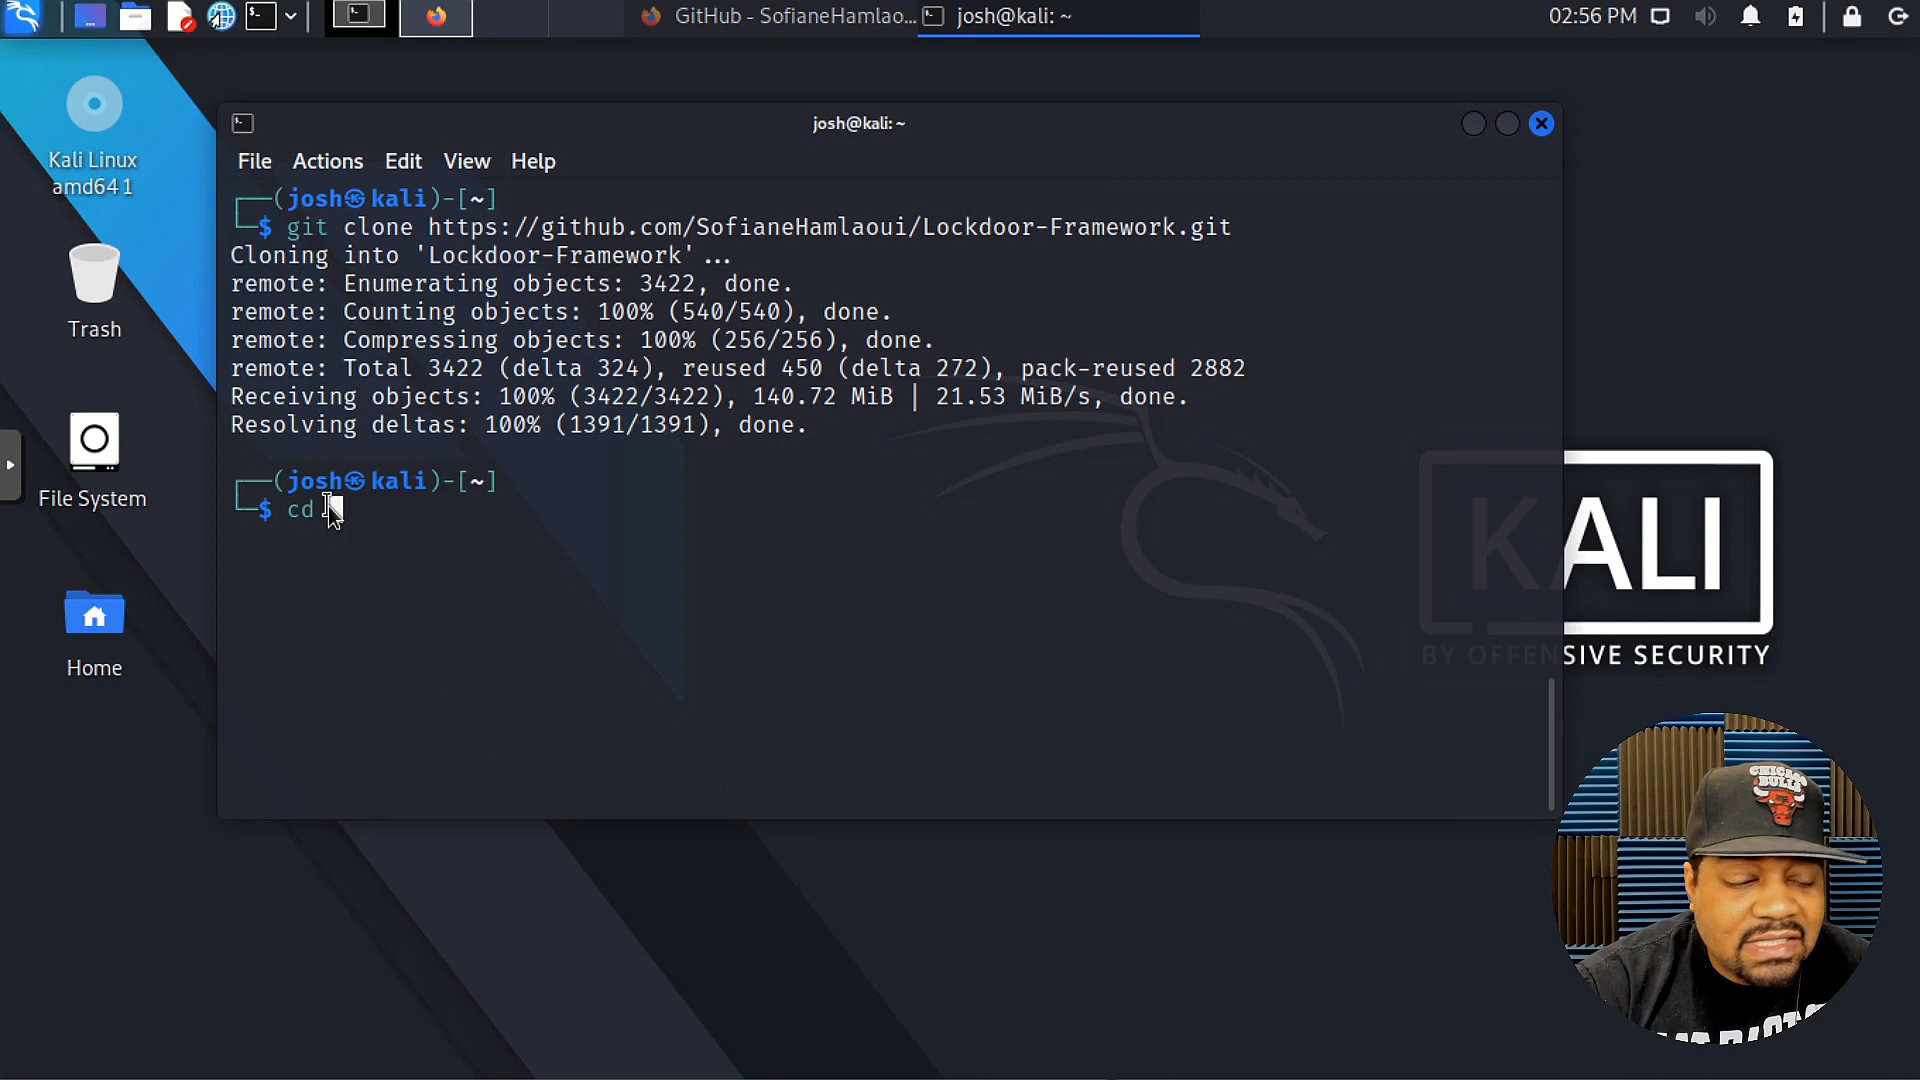 GitHub - SofianeHamlao...
josh@kali: ~
02:56 PM
Kali Linux
amd64 1
Trash
File System
Home
josh@kali: ~
File Actions Edit View Help
┌──(josh㉿kali)-[~]
└─$ git clone https://github.com/SofianeHamlaoui/Lockdoor-Framework.git
Cloning into 'Lockdoor-Framework' ...
remote: Enumerating objects: 3422, done.
remote: Counting objects: 100% (540/540), done.
remote: Compressing objects: 100% (256/256), done.
remote: Total 3422 (delta 324), reused 450 (delta 272), pack-reused 2882
Receiving objects: 100% (3422/3422), 140.72 MiB | 21.53 MiB/s, done.
Resolving deltas: 100% (1391/1391), done.
┌──(josh㉿kali)-[~]
└─$ cd
KALI
BY OFFENSIVE SECURITY
CHICAGO
BULLS